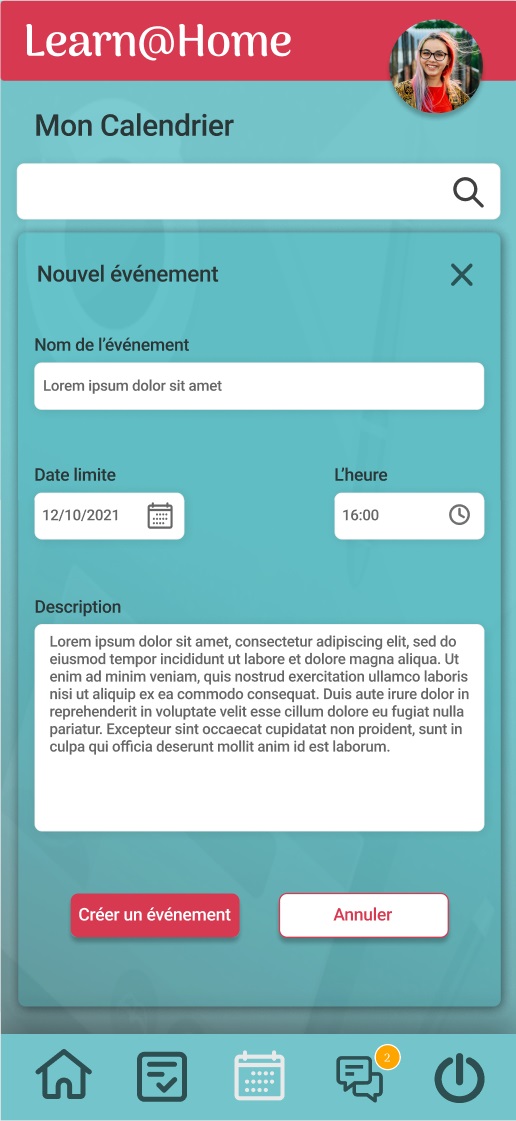 Learn@Home
Mon Calendrier
Nouvel événement
Nom de l’événement
Lorem ipsum dolor sit amet
Date limite
L’heure
12/10/2021
16:00
Description
Lorem ipsum dolor sit amet, consectetur adipiscing elit, sed do
eiusmod tempor incididunt ut labore et dolore magna aliqua. Ut
enim ad minim veniam, quis nostrud exercitation ullamco laboris
nisi ut aliquip ex ea commodo consequat. Duis aute irure dolor in
reprehenderit in voluptate velit esse cillum dolore eu fugiat nulla
pariatur. Excepteur sint occaecat cupidatat non proident, sunt in
culpa qui officia deserunt mollit anim id est laborum.
Créer un événement
Annuler
2